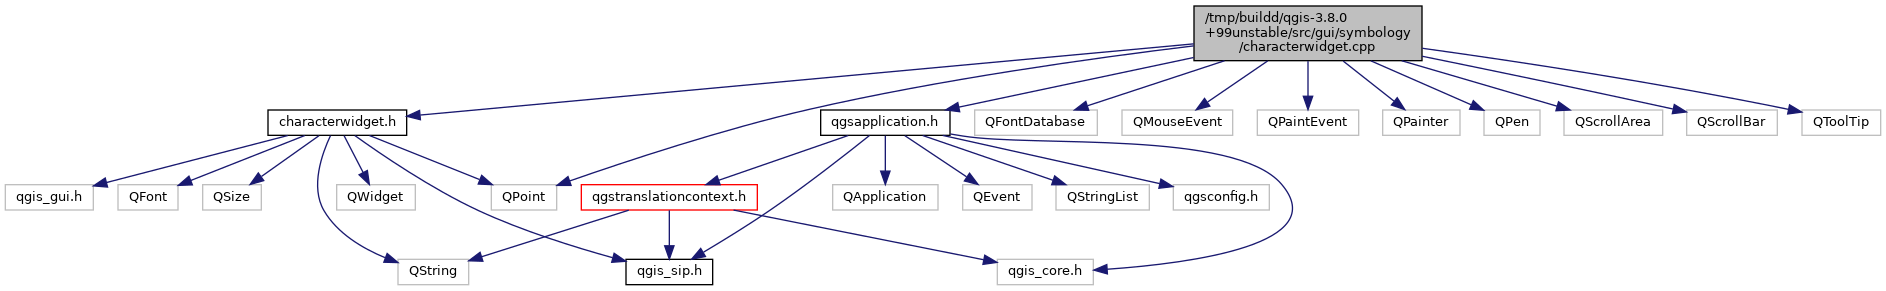 /tmp/buildd/qgis-3.8.0
+99unstable/src/gui/symbology
/characterwidget.cpp
characterwidget.h
qgsapplication.h
QFontDatabase
QMouseEvent
QPaintEvent
QPainter
QPen
QScrollArea
QScrollBar
QToolTip
qgis_gui.h
QFont
QSize
QWidget
QPoint
qgstranslationcontext.h
QApplication
QEvent
QStringList
qgsconfig.h
QString
qgis_sip.h
qgis_core.h